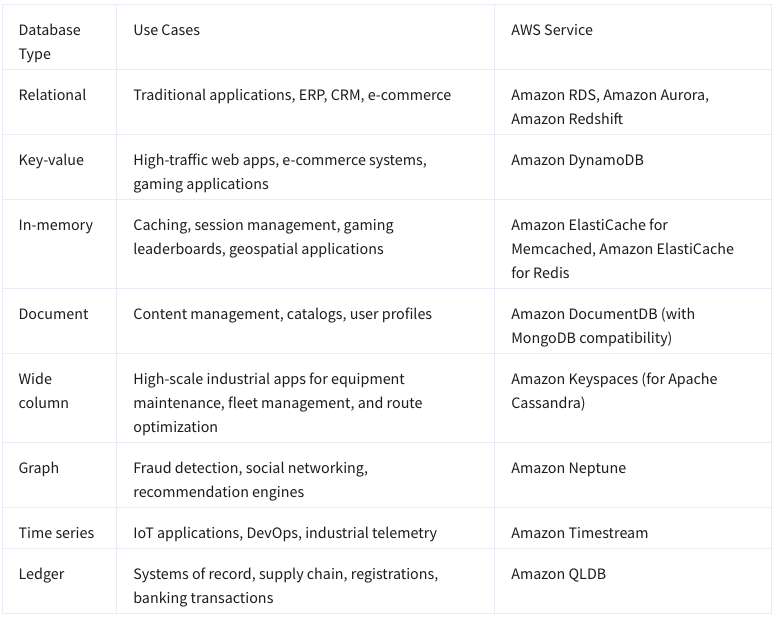 Database
Type
Use Cases
AWS Service
Relational
Traditional applications, ERP, CRM, e-commerce
Amazon RDS, Amazon Aurora,
Amazon Redshift
Key-value
High-traffic web apps, e-commerce systems,
gaming applications
Amazon DynamoDB
In-memory
Caching, session management, gaming
leaderboards, geospatial applications
Amazon ElastiCache for
Memcached, Amazon ElastiCache
for Redis
Document
Content management, catalogs, user profiles
Amazon DocumentDB (with
MongoDB compatibility)
Wide
column
High-scale industrial apps for equipment
maintenance, fleet management, and route
optimization
Amazon Keyspaces (for Apache
Cassandra)
Graph
Fraud detection, social networking,
recommendation engines
Amazon Neptune
Time series
IoT applications, DevOps, industrial telemetry
Amazon Timestream
Ledger
Systems of record, supply chain, registrations,
banking transactions
Amazon QLDB